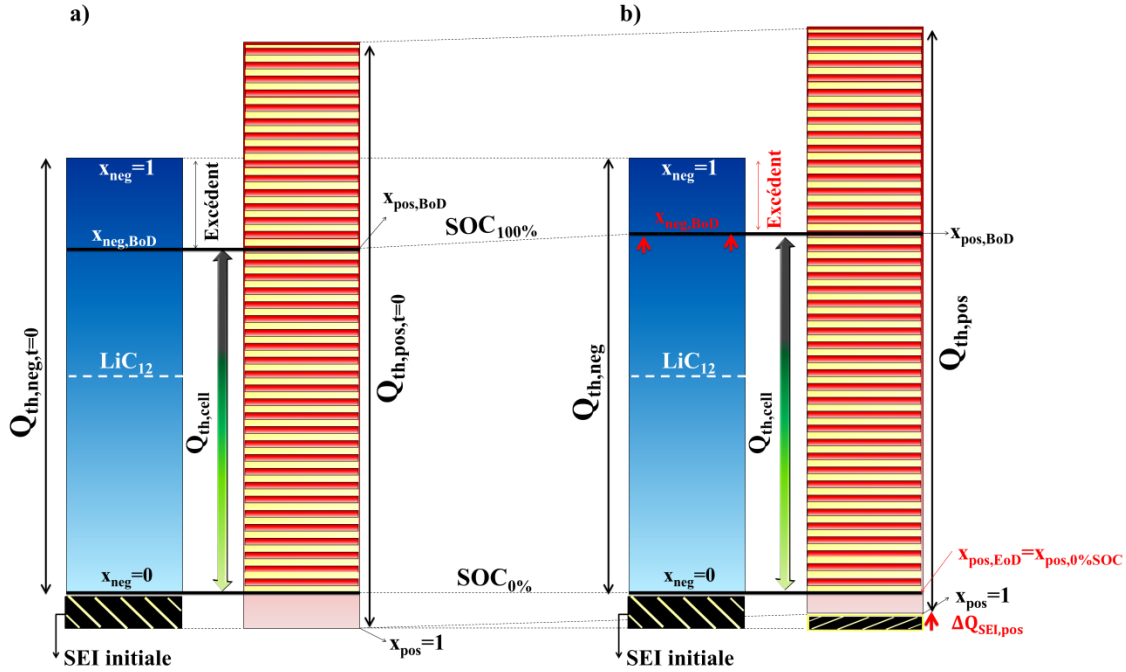 a)
b)
x_neg=1
Excédent
x_neg,BoD
x_pos,BoD
SOC_100%
Q_th,neg,t=0
LiC_12
Q_th,cell
Q_th,pos,t=0
x_neg=0
SOC_0%
SEI initiale
x_pos=1
x_neg=1
Excédent
x_neg,BoD
x_pos,BoD
Q_th,neg
LiC_12
Q_th,cell
Q_th,pos
x_neg=0
x_pos,EoD=x_pos,0%SOC
x_pos=1
ΔQ_SEI,pos
SEI initiale